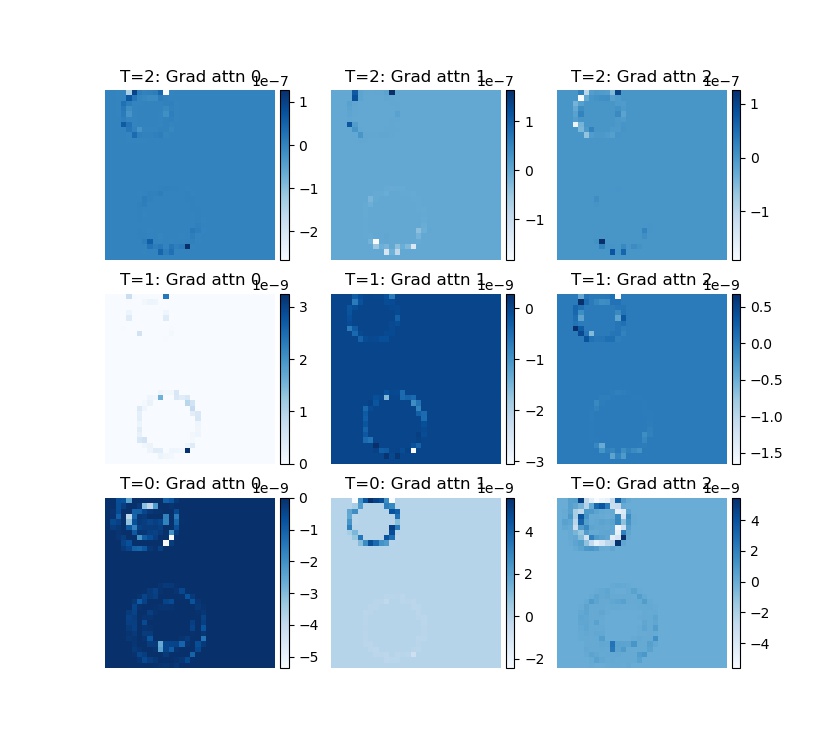 T=2: Grad attn 0
1e−7
1
0
−1
−2
T=2: Grad attn 1
1e−7
1
0
−1
T=2: Grad attn 2
1e−7
1
0
−1
T=1: Grad attn 0
1e−9
3
2
1
0
T=1: Grad attn 1
1e−9
0
−1
−2
−3
T=1: Grad attn 2
1e−9
0.5
0.0
−0.5
−1.0
−1.5
T=0: Grad attn 0
1e−9
0
−1
−2
−3
−4
−5
T=0: Grad attn 1
1e−9
4
2
0
−2
T=0: Grad attn 2
1e−9
4
2
0
−2
−4